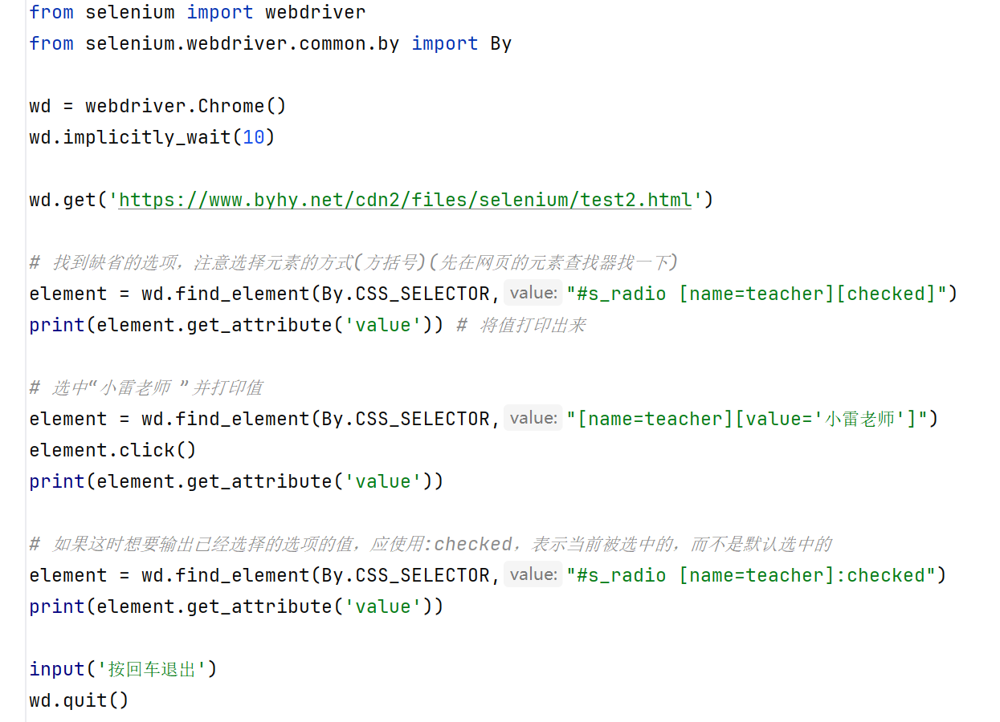 from selenium import webdriver
from selenium.webdriver.common.by import By
wd = webdriver.Chrome()
wd.implicitly_wait(10)
wd.get('https://www.byhy.net/cdn2/files/selenium/test2.html')
# 找到缺省的选项，注意选择元素的方式(方括号)(先在网页的元素查找器找一下)
element = wd.find_element(By.CSS_SELECTOR, value: "#s_radio [name=teacher][checked]")
print(element.get_attribute('value')) # 将值打印出来
# 选中“小雷老师 ”并打印值
element = wd.find_element(By.CSS_SELECTOR, value: "[name=teacher][value='小雷老师']")
element.click()
print(element.get_attribute('value'))
# 如果这时想要输出已经选择的选项的值，应使用:checked，表示当前被选中的，而不是默认选中的
element = wd.find_element(By.CSS_SELECTOR, value: "#s_radio [name=teacher]:checked")
print(element.get_attribute('value'))
input('按回车退出')
wd.quit()